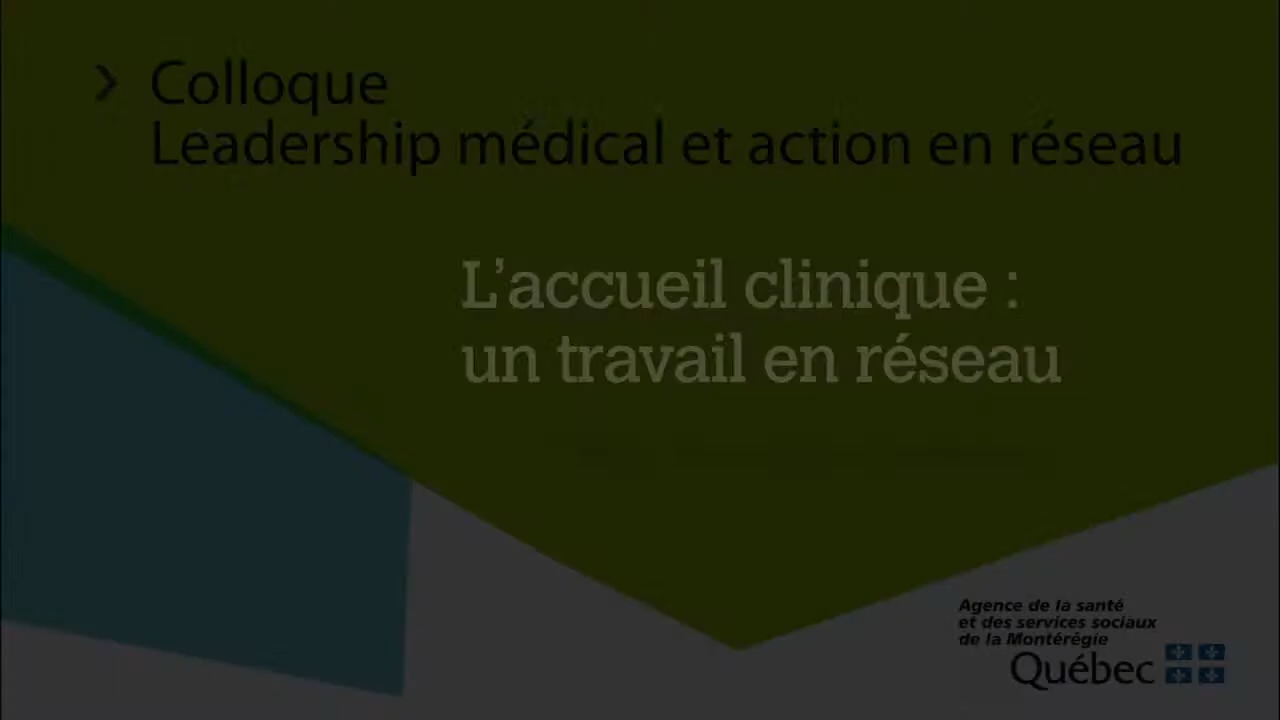 › Colloque
Leadership médical et action en réseau
L’accueil clinique :
un travail en réseau
Agence de la santé
et des services sociaux
de la Montérégie
Québec